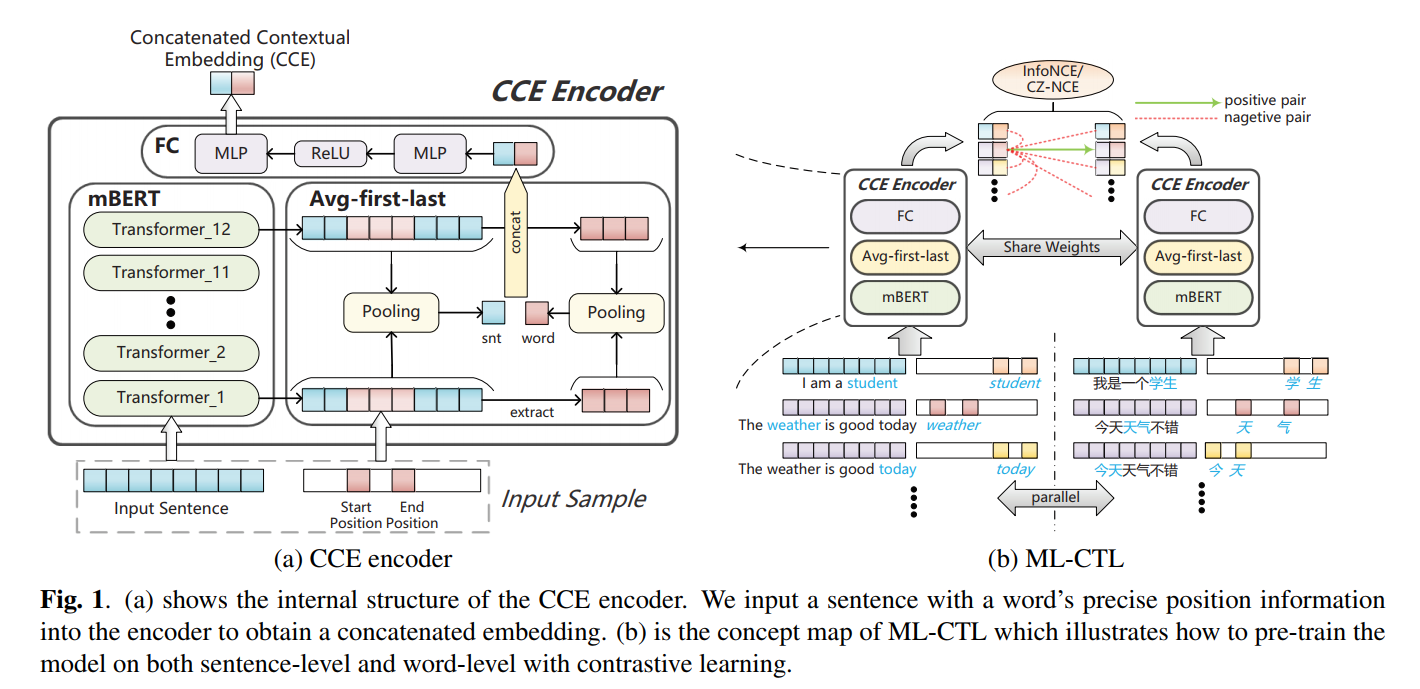 Concatenated Contextual
Embedding (CCE)
CCE Encoder
FC
MLP
ReLU
MLP
mBERT
Transformer_12
Transformer_11
Transformer_2
Transformer_1
Avg-first-last
concat
Pooling
snt
word
Pooling
extract
Input Sentence
Start
Position
End
Position
Input Sample
(a) CCE encoder
InfoNCE/
CZ-NCE
positive pair
nagetive pair
CCE Encoder
FC
Avg-first-last
mBERT
Share Weights
CCE Encoder
FC
Avg-first-last
mBERT
I am a student
student
我是一个学生
学 生
The weather is good today
weather
今天天气不错
天 气
The weather is good today
today
今天天气不错
今 天
parallel
(b) ML-CTL
Fig. 1. (a) shows the internal structure of the CCE encoder. We input a sentence with a word's precise position information
into the encoder to obtain a concatenated embedding. (b) is the concept map of ML-CTL which illustrates how to pre-train the
model on both sentence-level and word-level with contrastive learning.